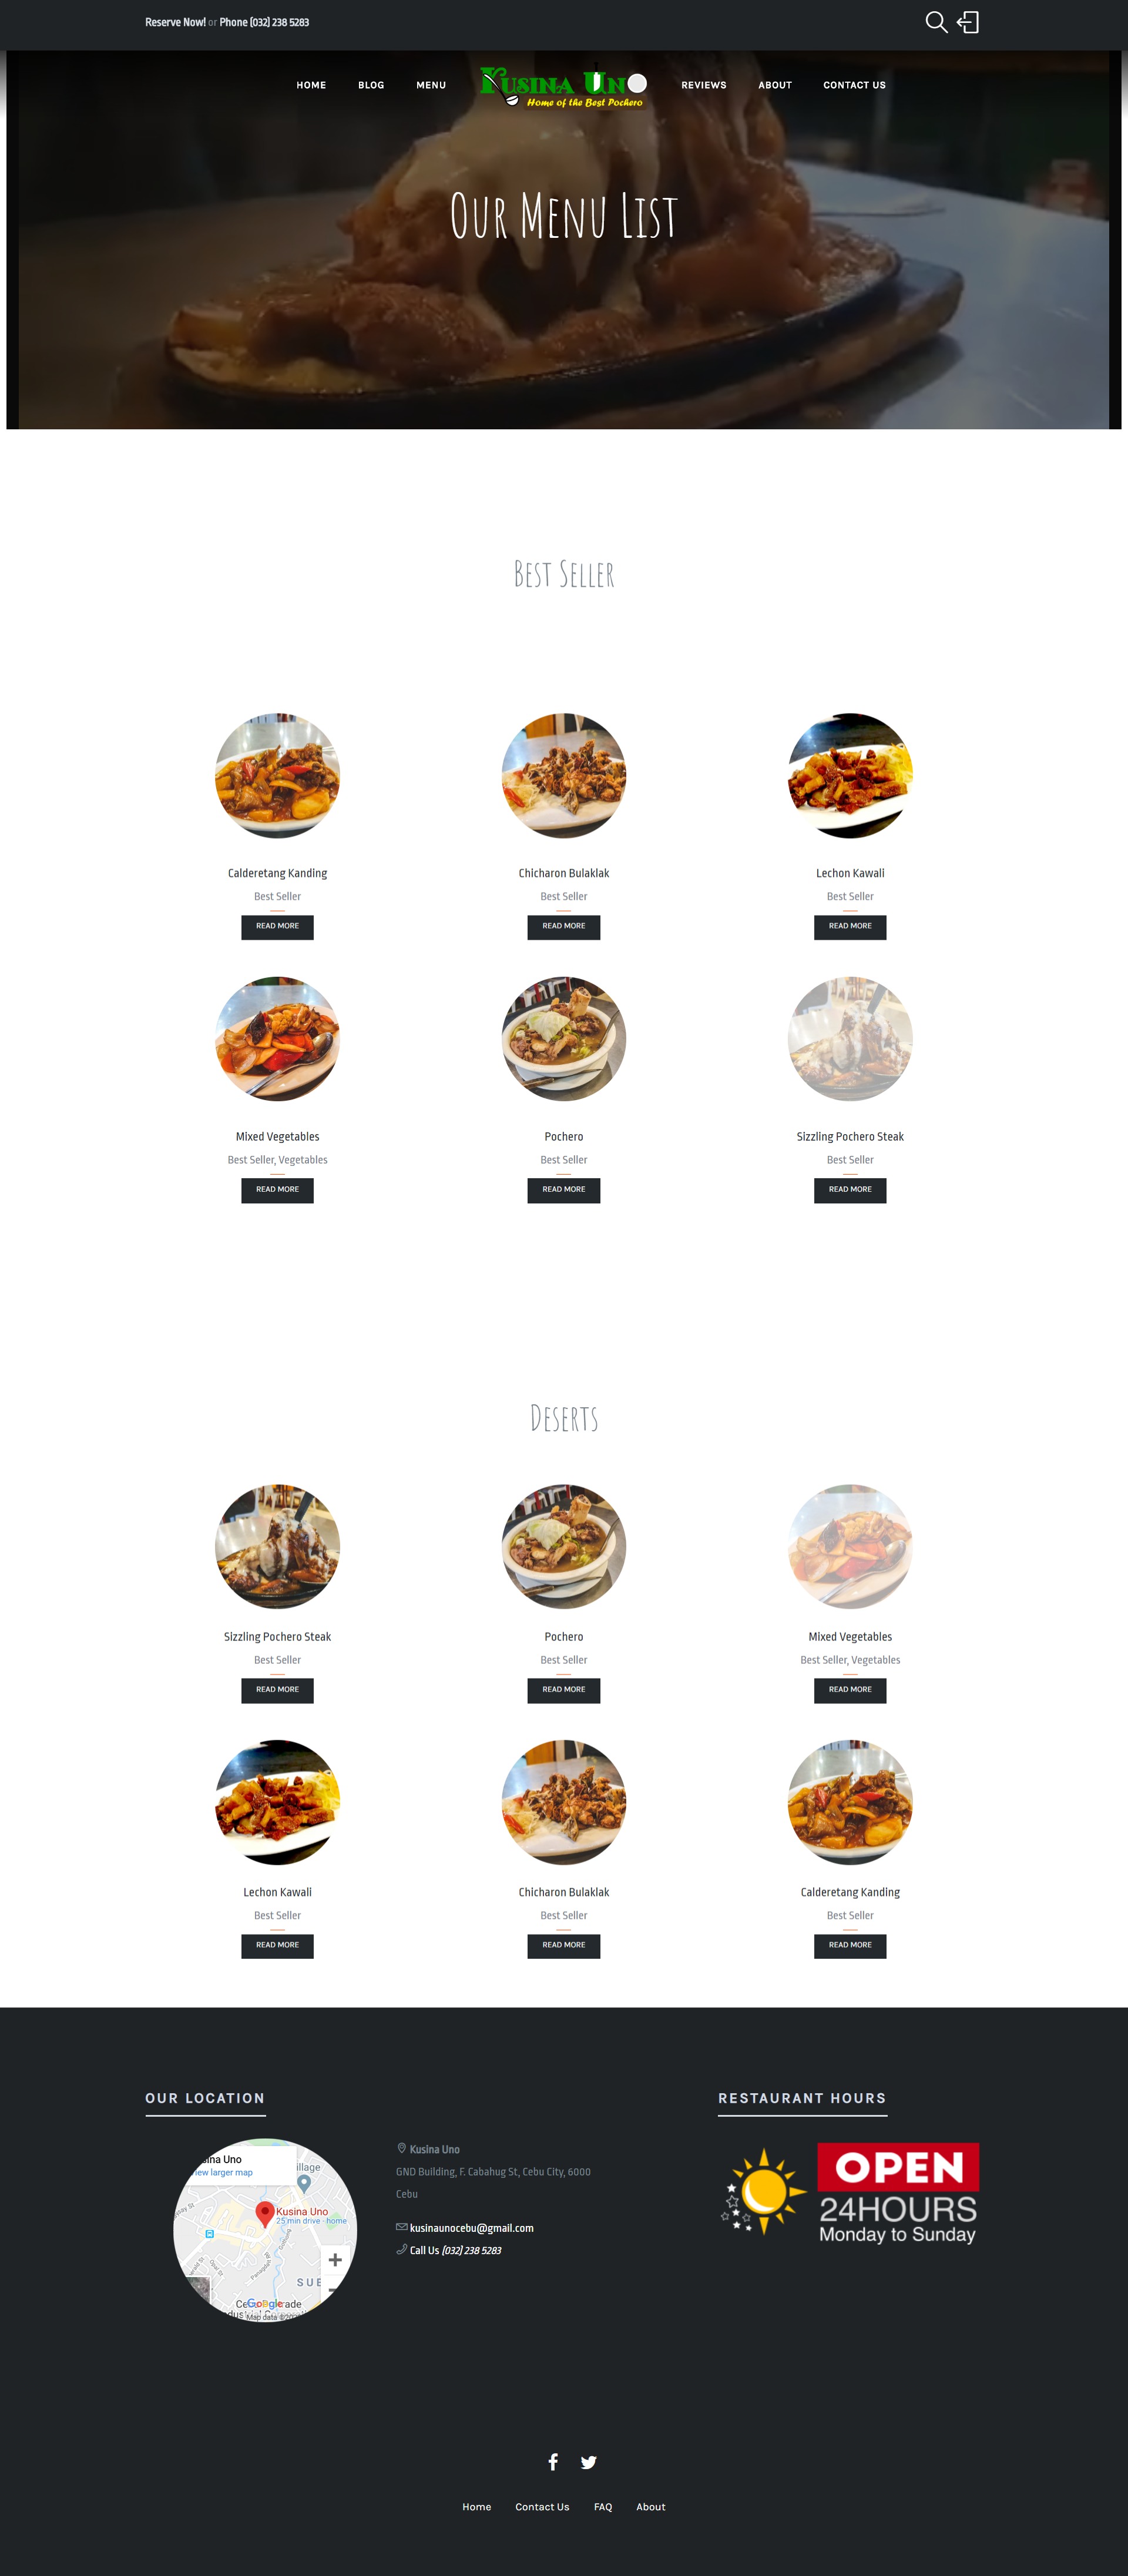 Reserve Now! or Phone (032) 238 5283
HOME BLOG MENU
Kusina Uno
Home of the Best Pochero
REVIEWS ABOUT CONTACT US
Our Menu List
Best Seller
Calderetang Kanding
Best Seller
READ MORE
Chicharon Bulaklak
Best Seller
READ MORE
Lechon Kawali
Best Seller
READ MORE
Mixed Vegetables
Best Seller, Vegetables
READ MORE
Pochero
Best Seller
READ MORE
Sizzling Pochero Steak
Best Seller
READ MORE
Deserts
Sizzling Pochero Steak
Best Seller
READ MORE
Pochero
Best Seller
READ MORE
Mixed Vegetables
Best Seller, Vegetables
READ MORE
Lechon Kawali
Best Seller
READ MORE
Chicharon Bulaklak
Best Seller
READ MORE
Calderetang Kanding
Best Seller
READ MORE
OUR LOCATION
Uno
larger map
Kusina Uno
25 min drive - home
Google
Map data
Kusina Uno
GND Building, F. Cabahug St, Cebu City, 6000
Cebu
kusinaunocebu@gmail.com
Call Us (032) 238 5283
RESTAURANT HOURS
OPEN
24HOURS
Monday to Sunday
Home Contact Us FAQ About